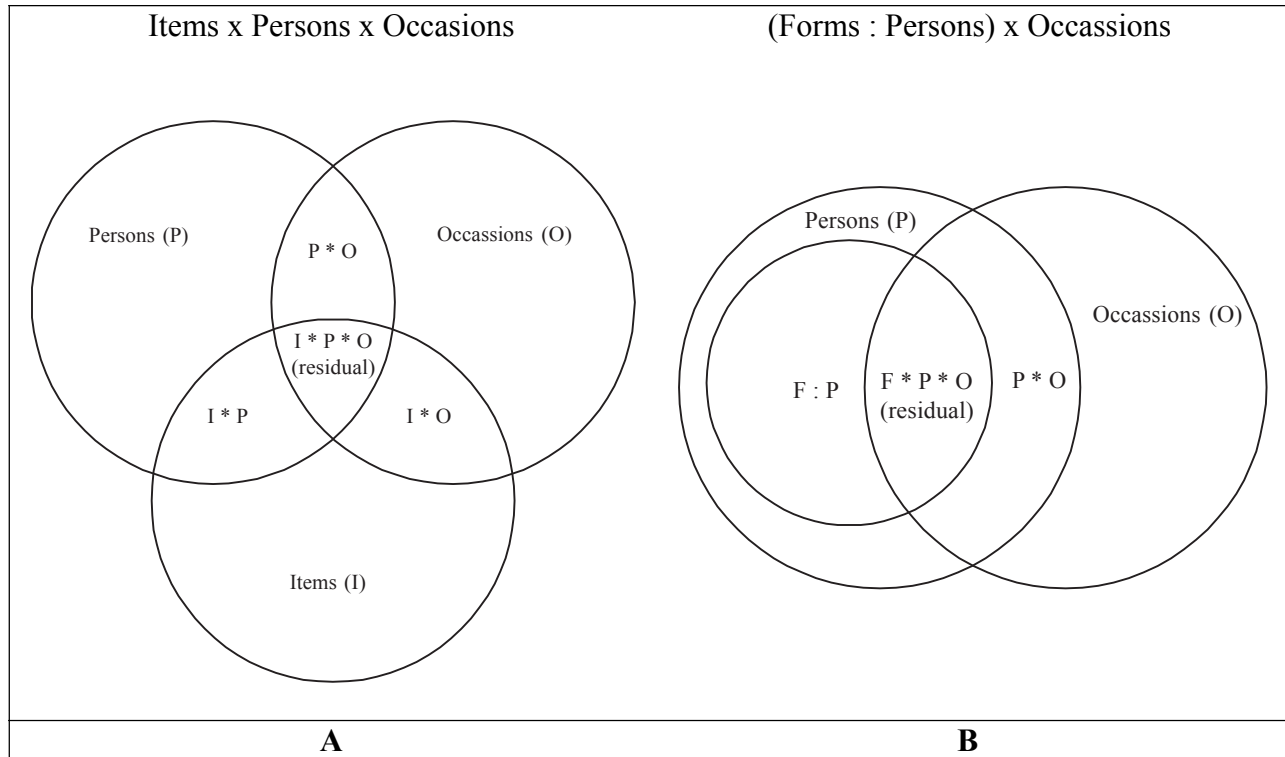 Items x Persons x Occasions
Persons (P)
P * O
Occassions (O)
I * P * O
(residual)
I * P
I * O
Items (I)
A
(Forms : Persons) x Occassions
Persons (P)
Occassions (O)
F : P
F * P * O
(residual)
P * O
B